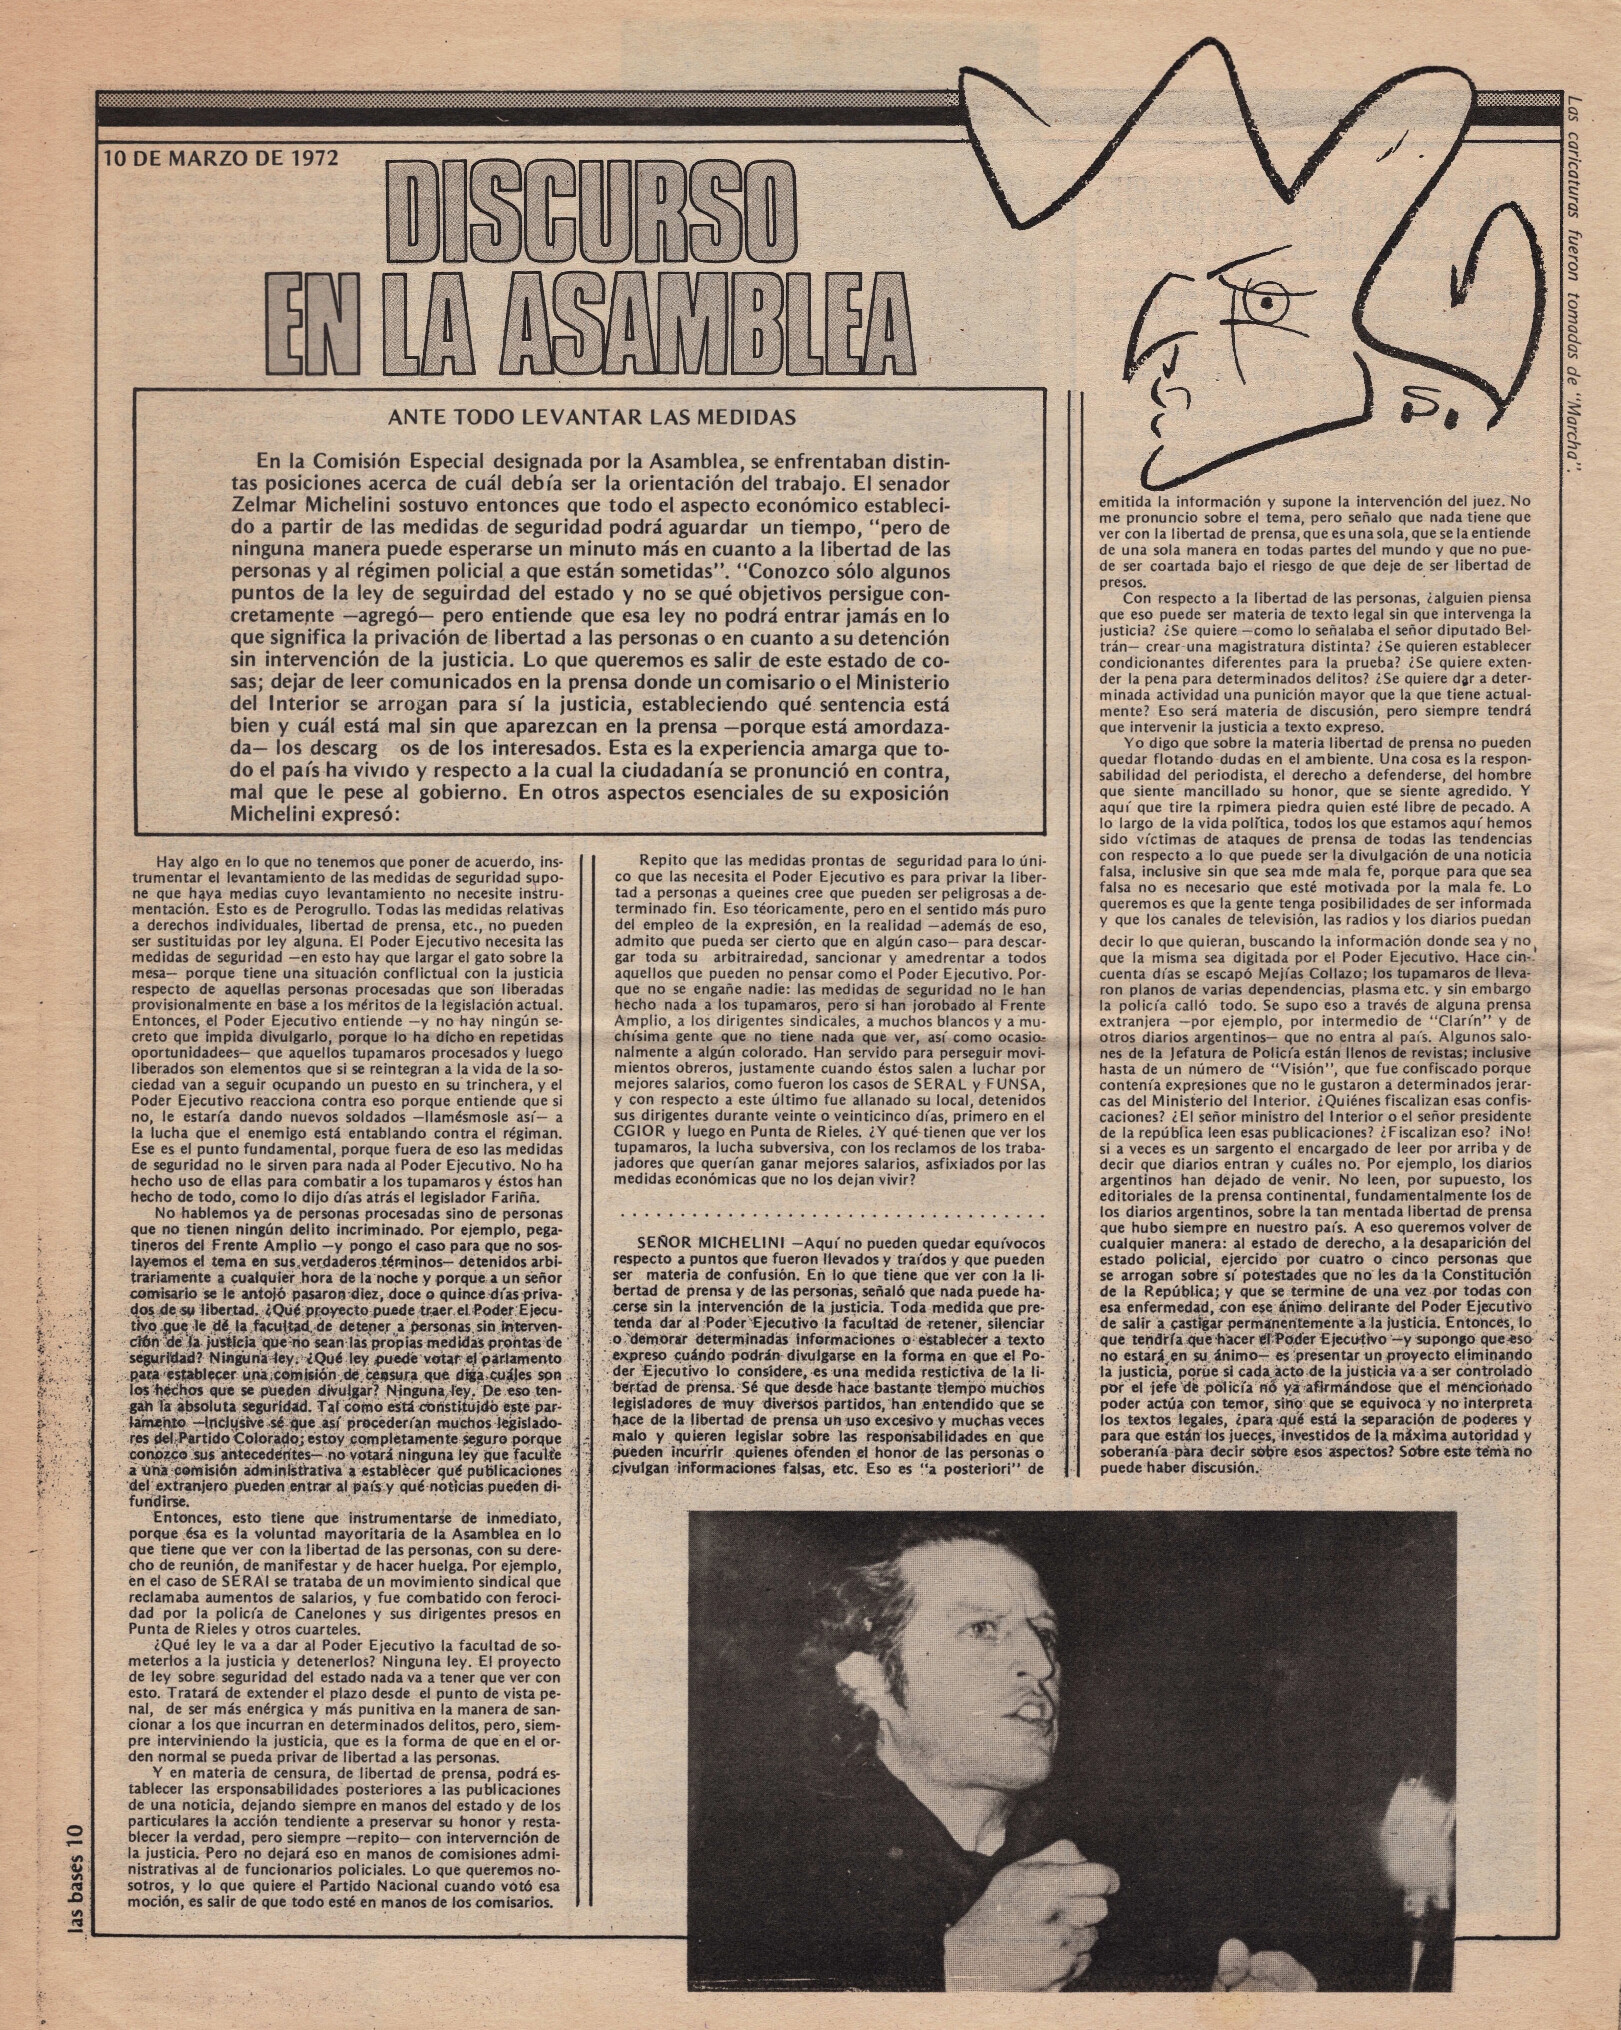 10 DE MARZO DE 1972
DISCURSO
EN LA ASAMBLEA
Las caricaturas fueron tomadas de "Marcha".
ANTE TODO LEVANTAR LAS MEDIDAS
En la Comisión Especial designada por la Asamblea, se enfrentaban distin-
tas posiciones acerca de cuál debía ser la orientación del trabajo. El senador
Zelmar Michelini sostuvo entonces que todo el aspecto económico estableci-
do a partir de las medidas de seguridad podrá aguardar un tiempo, "pero de
ninguna manera puede esperarse un minuto más en cuanto a la libertad de las
personas y al régimen policial a que están sometidas". "Conozco sólo algunos
puntos de la ley de seguirdad del estado y no se qué objetivos persigue con-
cretamente —agregó— pero entiende que esa ley no podrá entrar jamás en lo
que significa la privación de libertad a las personas o en cuanto a su detención
sin intervención de la justicia. Lo que queremos es salir de este estado de co-
sas; dejar de leer comunicados en la prensa donde un comisario o el Ministerio
del Interior se arrogan para sí la justicia, estableciendo qué sentencia está
bien y cuál está mal sin que aparezcan en la prensa —porque está amordaza-
da— los descarg os de los interesados. Esta es la experiencia amarga que to-
do el país ha vivido y respecto a la cual la ciudadanía se pronunció en contra,
mal que le pese al gobierno. En otros aspectos esenciales de su exposición
Michelini expresó:
Hay algo en lo que no tenemos que poner de acuerdo, ins-
trumentar el levantamiento de las medidas de seguridad supo-
ne que haya medias cuyo levantamiento no necesite instru-
mentación. Esto es de Perogrullo. Todas las medidas relativas
a derechos individuales, libertad de prensa, etc., no pueden
ser sustituidas por ley alguna. El Poder Ejecutivo necesita las
medidas de seguridad —en esto hay que largar el gato sobre la
mesa— porque tiene una situación conflictual con la justicia
respecto de aquellas personas procesadas que son liberadas
provisionalmente en base a los méritos de la legislación actual.
Entonces, el Poder Ejecutivo entiende —y no hay ningún se-
creto que impida divulgarlo, porque lo ha dicho en repetidas
oportunidadees— que aquellos tupamaros procesados y luego
liberados son elementos que si se reintegran a la vida de la so-
ciedad van a seguir ocupando un puesto en su trinchera, y el
Poder Ejecutivo reacciona contra eso porque entiende que si
no, le estaría dando nuevos soldados —llamésmosle así— a
la lucha que el enemigo está entablando contra el régiman.
Ese es el punto fundamental, porque fuera de eso las medidas
de seguridad no le sirven para nada al Poder Ejecutivo. No ha
hecho uso de ellas para combatir a los tupamaros y éstos han
hecho de todo, como lo dijo días atrás el legislador Fariña.
No hablemos ya de personas procesadas sino de personas
que no tienen ningún delito incriminado. Por ejemplo, pega-
tineros del Frente Amplio —y pongo el caso para que no sos-
layemos el tema en sus verdaderos términos— detenidos arbi-
trariamente a cualquier hora de la noche y porque a un señor
comisario se le antojó pasaron diez, doce o quince días priva-
dos de su libertad. ¿Qué proyecto puede traer el Poder Ejecu-
tivo que le dé la facultad de detener a personas sin interven-
ción de la justicia que no sean las propias medidas prontas de
seguridad? Ninguna ley. ¿Qué ley puede votar el parlamento
para establecer una comisión de censura que diga cuáles son
los hechos que se pueden divulgar? Ninguna ley. De eso ten-
gan la absoluta seguridad. Tal como está constituido este par-
lamento —inclusive sé que así procederían muchos legislado-
res del Partido Colorado; estoy completamente seguro porque
conozco sus antecedentes— no votará ninguna ley que faculte
a una comisión administrativa a establecer qué publicaciones
del extranjero pueden entrar al país y qué noticias pueden di-
fundirse.
Entonces, esto tiene que instrumentarse de inmediato,
porque ésa es la voluntad mayoritaria de la Asamblea en lo
que tiene que ver con la libertad de las personas, con su dere-
cho de reunión, de manifestar y de hacer huelga. Por ejemplo,
en el caso de SERAl se trataba de un movimiento sindical que
reclamaba aumentos de salarios, y fue combatido con feroci-
dad por la policía de Canelones y sus dirigentes presos en
Punta de Rieles y otros cuarteles.
¿Qué ley le va a dar al Poder Ejecutivo la facultad de so-
meterlos a la justicia y detenerlos? Ninguna ley. El proyecto
de ley sobre seguridad del estado nada va a tener que ver con
esto. Tratará de extender el plazo desde el punto de vista pe-
nal, de ser más enérgica y más punitiva en la manera de san-
cionar a los que incurran en determinados delitos, pero, siem-
pre interviniendo la justicia, que es la forma de que en el or-
den normal se pueda privar de libertad a las personas.
Y en materia de censura, de libertad de prensa, podrá es-
tablecer las ersponsabilidades posteriores a las publicaciones
de una noticia, dejando siempre en manos del estado y de los
particulares la acción tendiente a preservar su honor y resta-
blecer la verdad, pero siempre —repito— con intervernción de
la justicia. Pero no dejará eso en manos de comisiones admi-
nistrativas al de funcionarios policiales. Lo que queremos no-
sotros, y lo que quiere el Partido Nacional cuando votó esa
moción, es salir de que todo esté en manos de los comisarios.
Repito que las medidas prontas de seguridad para lo úni-
co que las necesita el Poder Ejecutivo es para privar la liber-
tad a personas a queines cree que pueden ser peligrosas a de-
terminado fin. Eso téoricamente, pero en el sentido más puro
del empleo de la expresión, en la realidad —además de eso,
admito que pueda ser cierto que en algún caso— para descar-
gar toda su arbitrairedad, sancionar y amedrentar a todos
aquellos que pueden no pensar como el Poder Ejecutivo. Por-
que no se engañe nadie: las medidas de seguridad no le han
hecho nada a los tupamaros, pero si han jorobado al Frente
Amplio, a los dirigentes sindicales, a muchos blancos y a mu-
chísima gente que no tiene nada que ver, así como ocasio-
nalmente a algún colorado. Han servido para perseguir movi-
mientos obreros, justamente cuando éstos salen a luchar por
mejores salarios, como fueron los casos de SERAL y FUNSA,
y con respecto a este último fue allanado su local, detenidos
sus dirigentes durante veinte o veinticinco días, primero en el
CGIOR y luego en Punta de Rieles. ¿Y qué tienen que ver los
tupamaros, la lucha subversiva, con los reclamos de los traba-
jadores que querían ganar mejores salarios, asfixiados por las
medidas económicas que no los dejan vivir?
. . . . . . . . . . . . . . . . . . . . . . . . . . . . . . . . . . . .
SEÑOR MICHELINI —Aquí no pueden quedar equívocos
respecto a puntos que fueron llevados y traídos y que pueden
ser materia de confusión. En lo que tiene que ver con la li-
bertad de prensa y de las personas, señaló que nada puede ha-
cerse sin la intervención de la justicia. Toda medida que pre-
tenda dar al Poder Ejecutivo la facultad de retener, silenciar
o demorar determinadas informaciones o establecer a texto
expreso cuándo podrán divulgarse en la forma en que el Po-
der Ejecutivo lo considere, es una medida restictiva de la li-
bertad de prensa. Sé que desde hace bastante tiempo muchos
legisladores de muy diversos partidos, han entendido que se
hace de la libertad de prensa un uso excesivo y muchas veces
malo y quieren legislar sobre las responsabilidades en que
pueden incurrir quienes ofenden el honor de las personas o
civulgan informaciones falsas, etc. Eso es "a posteriori" de
emitida la información y supone la intervención del juez. No
me pronuncio sobre el tema, pero señalo que nada tiene que
ver con la libertad de prensa, que es una sola, que se la entiende
de una sola manera en todas partes del mundo y que no pue-
de ser coartada bajo el riesgo de que deje de ser libertad de
presos.
Con respecto a la libertad de las personas, ¿alguien piensa
que eso puede ser materia de texto legal sin que intervenga la
justicia? ¿Se quiere —como lo señalaba el señor diputado Bel-
trán— crear una magistratura distinta? ¿Se quieren establecer
condicionantes diferentes para la prueba? ¿Se quiere exten-
der la pena para determinados delitos? ¿Se quiere dar a deter-
minada actividad una punición mayor que la que tiene actual-
mente? Eso será materia de discusión, pero siempre tendrá
que intervenir la justicia a texto expreso.
Yo digo que sobre la materia libertad de prensa no pueden
quedar flotando dudas en el ambiente. Una cosa es la respon-
sabilidad del periodista, el derecho a defenderse, del hombre
que siente mancillado su honor, que se siente agredido. Y
aquí que tire la rpimera piedra quien esté libre de pecado. A
lo largo de la vida política, todos los que estamos aquí hemos
sido víctimas de ataques de prensa de todas las tendencias
con respecto a lo que puede ser la divulgación de una noticia
falsa, inclusive sin que sea mde mala fe, porque para que sea
falsa no es necesario que esté motivada por la mala fe. Lo
queremos es que la gente tenga posibilidades de ser informada
y que los canales de televisión, las radios y los diarios puedan
decir lo que quieran, buscando la información donde sea y no
que la misma sea digitada por el Poder Ejecutivo. Hace cin-
cuenta días se escapó Mejías Collazo; los tupamaros de lleva-
ron planos de varias dependencias, plasma etc. y sin embargo
la policía calló todo. Se supo eso a través de alguna prensa
extranjera —por ejemplo, por intermedio de "Clarín" y de
otros diarios argentinos— que no entra al país. Algunos salo-
nes de la Jefatura de Policía están llenos de revistas; inclusive
hasta de un número de "Visión", que fue confiscado porque
contenía expresiones que no le gustaron a determinados jerar-
cas del Ministerio del Interior. ¿Quiénes fiscalizan esas confis-
caciones? ¿El señor ministro del Interior o el señor presidente
de la república leen esas publicaciones? ¿Fiscalizan eso? ¡No!
si a veces es un sargento el encargado de leer por arriba y de
decir que diarios entran y cuáles no. Por ejemplo, los diarios
argentinos han dejado de venir. No leen, por supuesto, los
editoriales de la prensa continental, fundamentalmente los de
los diarios argentinos, sobre la tan mentada libertad de prensa
que hubo siempre en nuestro país. A eso queremos volver de
cualquier manera: al estado de derecho, a la desaparición del
estado policial, ejercido por cuatro o cinco personas que
se arrogan sobre sí potestades que no les da la Constitución
de la República; y que se termine de una vez por todas con
esa enfermedad, con ese ánimo delirante del Poder Ejecutivo
de salir a castigar permanentemente a la justicia. Entonces, lo
que tendría que hacer el Poder Ejecutivo —y supongo que eso
no estará en su ánimo— es presentar un proyecto eliminando
la justicia, porue si cada acto de la justicia va a ser controlado
por el jefe de policía no ya afirmándose que el mencionado
poder actúa con temor, sino que se equivoca y no interpreta
los textos legales, ¿para qué está la separación de poderes y
para que están los jueces, investidos de la máxima autoridad y
soberanía para decir sobre esos aspectos? Sobre este tema no
puede haber discusión.
las bases 10